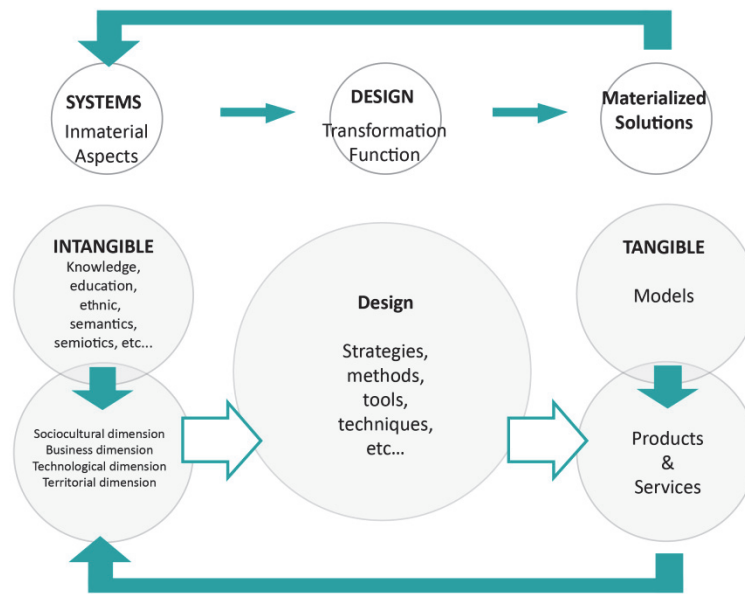 SYSTEMS
Inmaterial
Aspects
DESIGN
Transformation
Function
Materialized
Solutions
INTANGIBLE
Knowledge,
education,
ethnic,
semantics,
semiotics, etc...
Sociocultural dimension
Business dimension
Technological dimension
Territorial dimension
Design
Strategies,
methods,
tools,
techniques,
etc...
TANGIBLE
Models
Products
&
Services